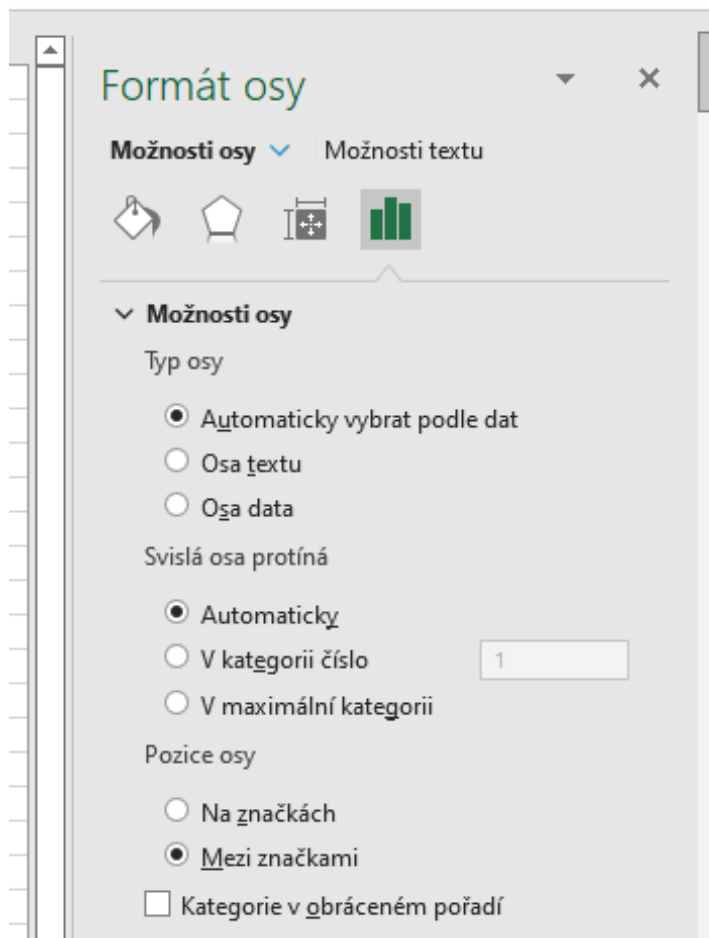 Formát osy
Možnosti osy Možnosti textu
Možnosti osy
Typ osy
Automaticky vybrat podle dat
Osa textu
Osa data
Svislá osa protíná
Automaticky
V kategorii číslo 1
V maximální kategorii
Pozice osy
Na značkách
Mezi značkami
Kategorie v obráceném pořadí